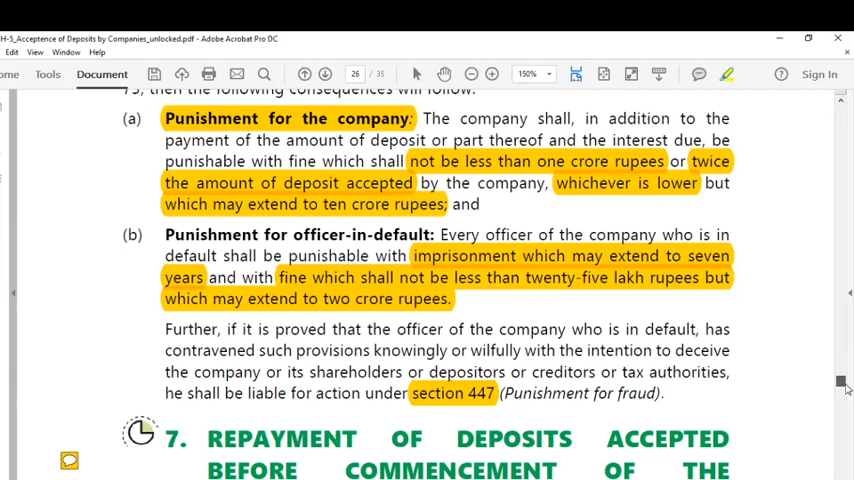 H-5_Acceptence of Deposits by Companies_unlocked.pdf - Adobe Acrobat Pro DC
Edit View Window Help
ome Tools Document 26 / 35 150% Sign In
73, then the following consequences will follow:
(a) Punishment for the company: The company shall, in addition to the
payment of the amount of deposit or part thereof and the interest due, be
punishable with fine which shall not be less than one crore rupees or twice
the amount of deposit accepted by the company, whichever is lower but
which may extend to ten crore rupees; and
(b) Punishment for officer-in-default: Every officer of the company who is in
default shall be punishable with imprisonment which may extend to seven
years and with fine which shall not be less than twenty-five lakh rupees but
which may extend to two crore rupees.
Further, if it is proved that the officer of the company who is in default, has
contravened such provisions knowingly or wilfully with the intention to deceive
the company or its shareholders or depositors or creditors or tax authorities,
he shall be liable for action under section 447 (Punishment for fraud).
7. REPAYMENT OF DEPOSITS ACCEPTED
BEFORE COMMENCEMENT OF THE